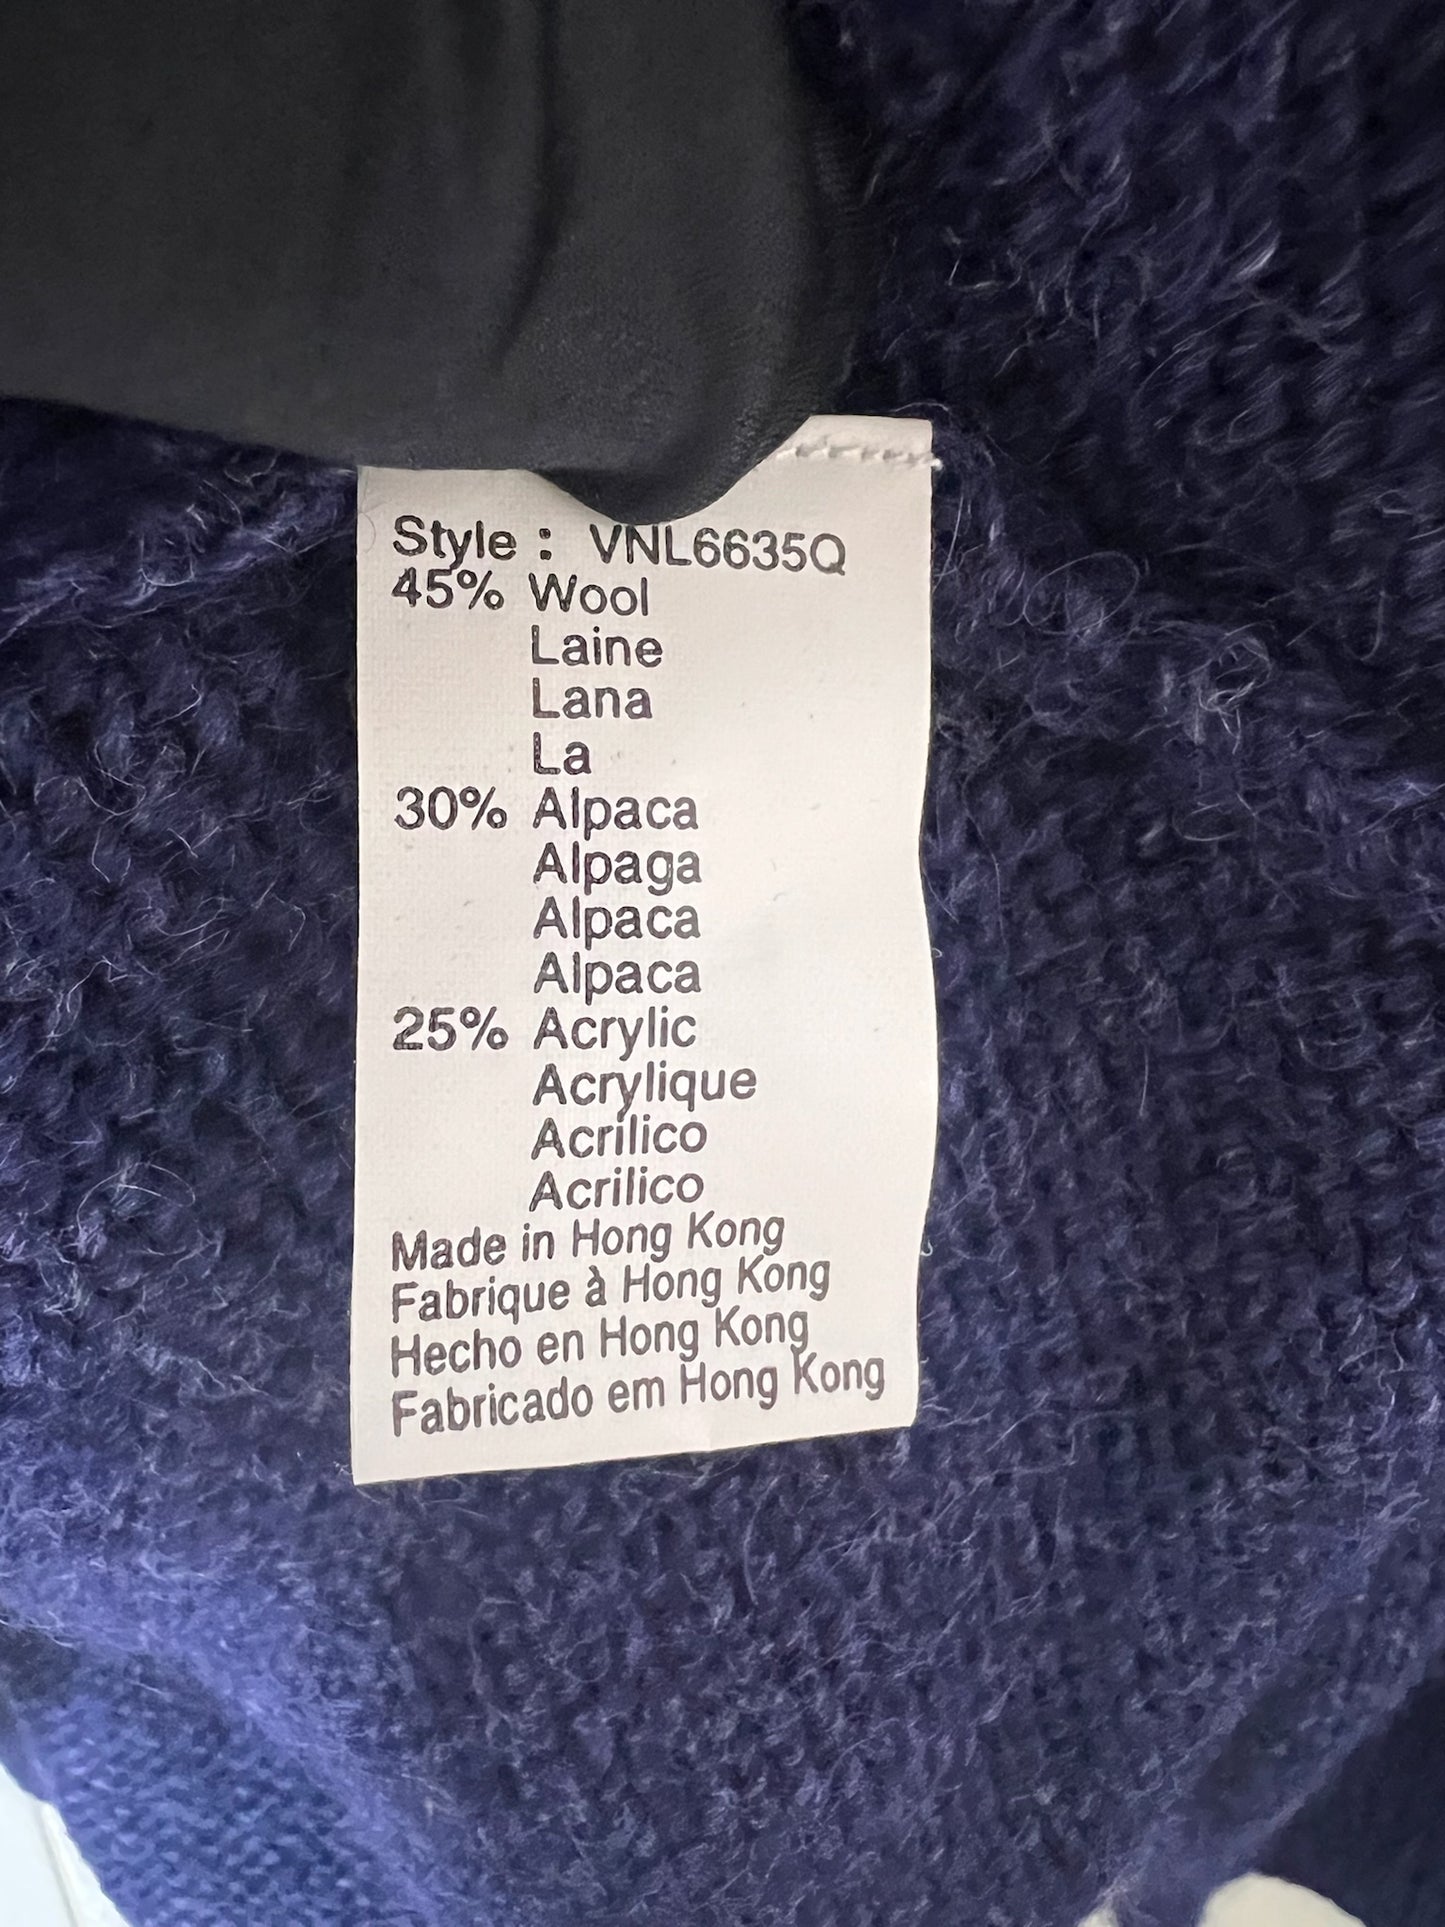 Style : VNL6635Q
45% Wool
Laine
Lana
La
30% Alpaca
Alpaga
Alpaca
Alpaca
25% Acrylic
Acrylique
Acrílico
Acrilico
Made in Hong Kong
Fabrique à Hong Kong
Hecho en Hong Kong
Fabricado em Hong Kong